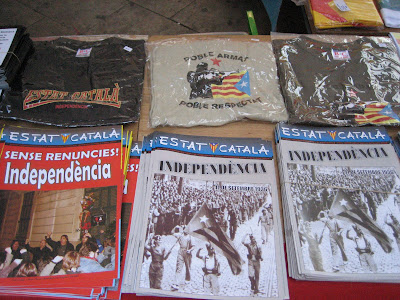 ESTAT CATALÀ
POBLE ARMAT
POBLE RESPECTAT
ESTAT CATALÀ
SENSE RENUNCIES!
Independència
ESTAT CATALÀ
INDEPENDÈNCIA
ESTAT CATALÀ
INDEPENDÈNCIA